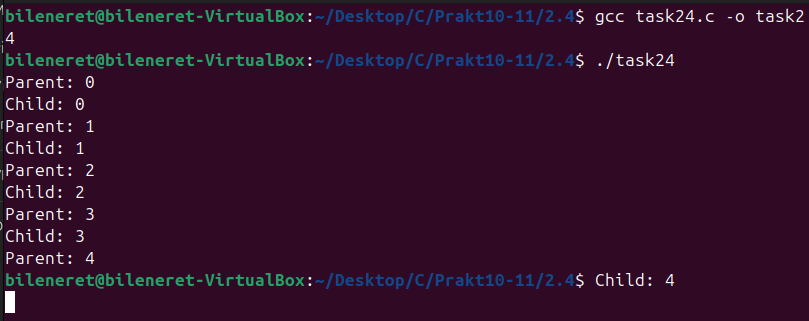 bileneret@bileneret-VirtualBox:~/Desktop/C/Prakt10-11/2.4$ gcc task24.c -o task2
4
bileneret@bileneret-VirtualBox:~/Desktop/C/Prakt10-11/2.4$ ./task24
Parent: 0
Child: 0
Parent: 1
Child: 1
Parent: 2
Child: 2
Parent: 3
Child: 3
Parent: 4
bileneret@bileneret-VirtualBox:~/Desktop/C/Prakt10-11/2.4$ Child: 4